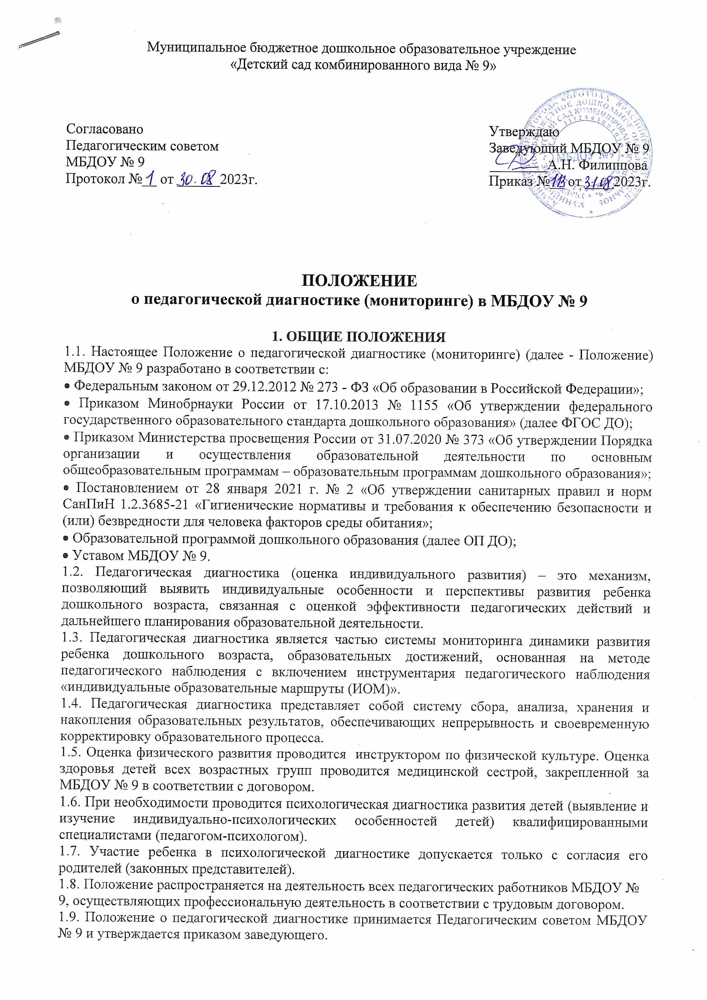 Муниципальное бюджетное дошкольное образовательное учреждение
«Детский сад комбинированного вида № 9»
Согласовано
Педагогическим советом
МБДОУ № 9
Протокол № 1 от 30.08 2023г.
Утверждаю
Заведующий МБДОУ № 9
А.Н. Филиппова
Приказ № 113 от 31.08 2023г.
МБДОУ №9
ПОЛОЖЕНИЕ
о педагогической диагностике (мониторинге) в МБДОУ № 9
1. ОБЩИЕ ПОЛОЖЕНИЯ
1.1. Настоящее Положение о педагогической диагностике (мониторинге) (далее - Положение)
МБДОУ № 9 разработано в соответствии с:
• Федеральным законом от 29.12.2012 № 273 - ФЗ «Об образовании в Российской Федерации»;
• Приказом Минобрнауки России от 17.10.2013 № 1155 «Об утверждении федерального
государственного образовательного стандарта дошкольного образования» (далее ФГОС ДО);
• Приказом Министерства просвещения России от 31.07.2020 № 373 «Об утверждении Порядка
организации и осуществления образовательной деятельности по основным
общеобразовательным программам – образовательным программам дошкольного образования»;
• Постановлением от 28 января 2021 г. № 2 «Об утверждении санитарных правил и норм
СанПиН 1.2.3685-21 «Гигиенические нормативы и требования к обеспечению безопасности и
(или) безвредности для человека факторов среды обитания»;
• Образовательной программой дошкольного образования (далее ОП ДО);
• Уставом МБДОУ № 9.
1.2. Педагогическая диагностика (оценка индивидуального развития) – это механизм,
позволяющий выявить индивидуальные особенности и перспективы развития ребенка
дошкольного возраста, связанная с оценкой эффективности педагогических действий и
дальнейшего планирования образовательной деятельности.
1.3. Педагогическая диагностика является частью системы мониторинга динамики развития
ребенка дошкольного возраста, образовательных достижений, основанная на методе
педагогического наблюдения с включением инструментария педагогического наблюдения
«индивидуальные образовательные маршруты (ИОМ)».
1.4. Педагогическая диагностика представляет собой систему сбора, анализа, хранения и
накопления образовательных результатов, обеспечивающих непрерывность и своевременную
корректировку образовательного процесса.
1.5. Оценка физического развития проводится инструктором по физической культуре. Оценка
здоровья детей всех возрастных групп проводится медицинской сестрой, закрепленной за
МБДОУ № 9 в соответствии с договором.
1.6. При необходимости проводится психологическая диагностика развития детей (выявление и
изучение индивидуально-психологических особенностей детей) квалифицированными
специалистами (педагогом-психологом).
1.7. Участие ребенка в психологической диагностике допускается только с согласия его
родителей (законных представителей).
1.8. Положение распространяется на деятельность всех педагогических работников МБДОУ №
9, осуществляющих профессиональную деятельность в соответствии с трудовым договором.
1.9. Положение о педагогической диагностике принимается Педагогическим советом МБДОУ
№ 9 и утверждается приказом заведующего.